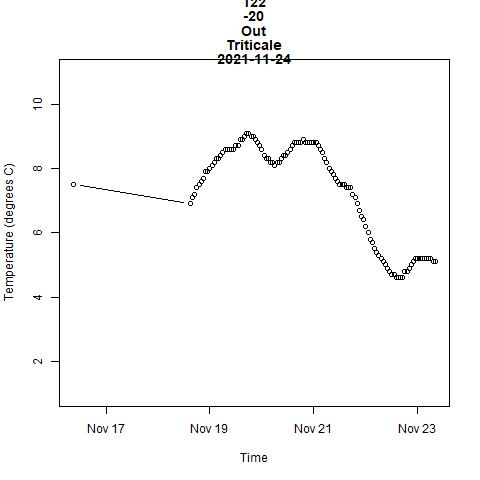 122
-20
Out
Triticale
2021-11-24
Temperature (degrees C)
10
8
6
4
2
Nov 17 Nov 19 Nov 21 Nov 23
Time